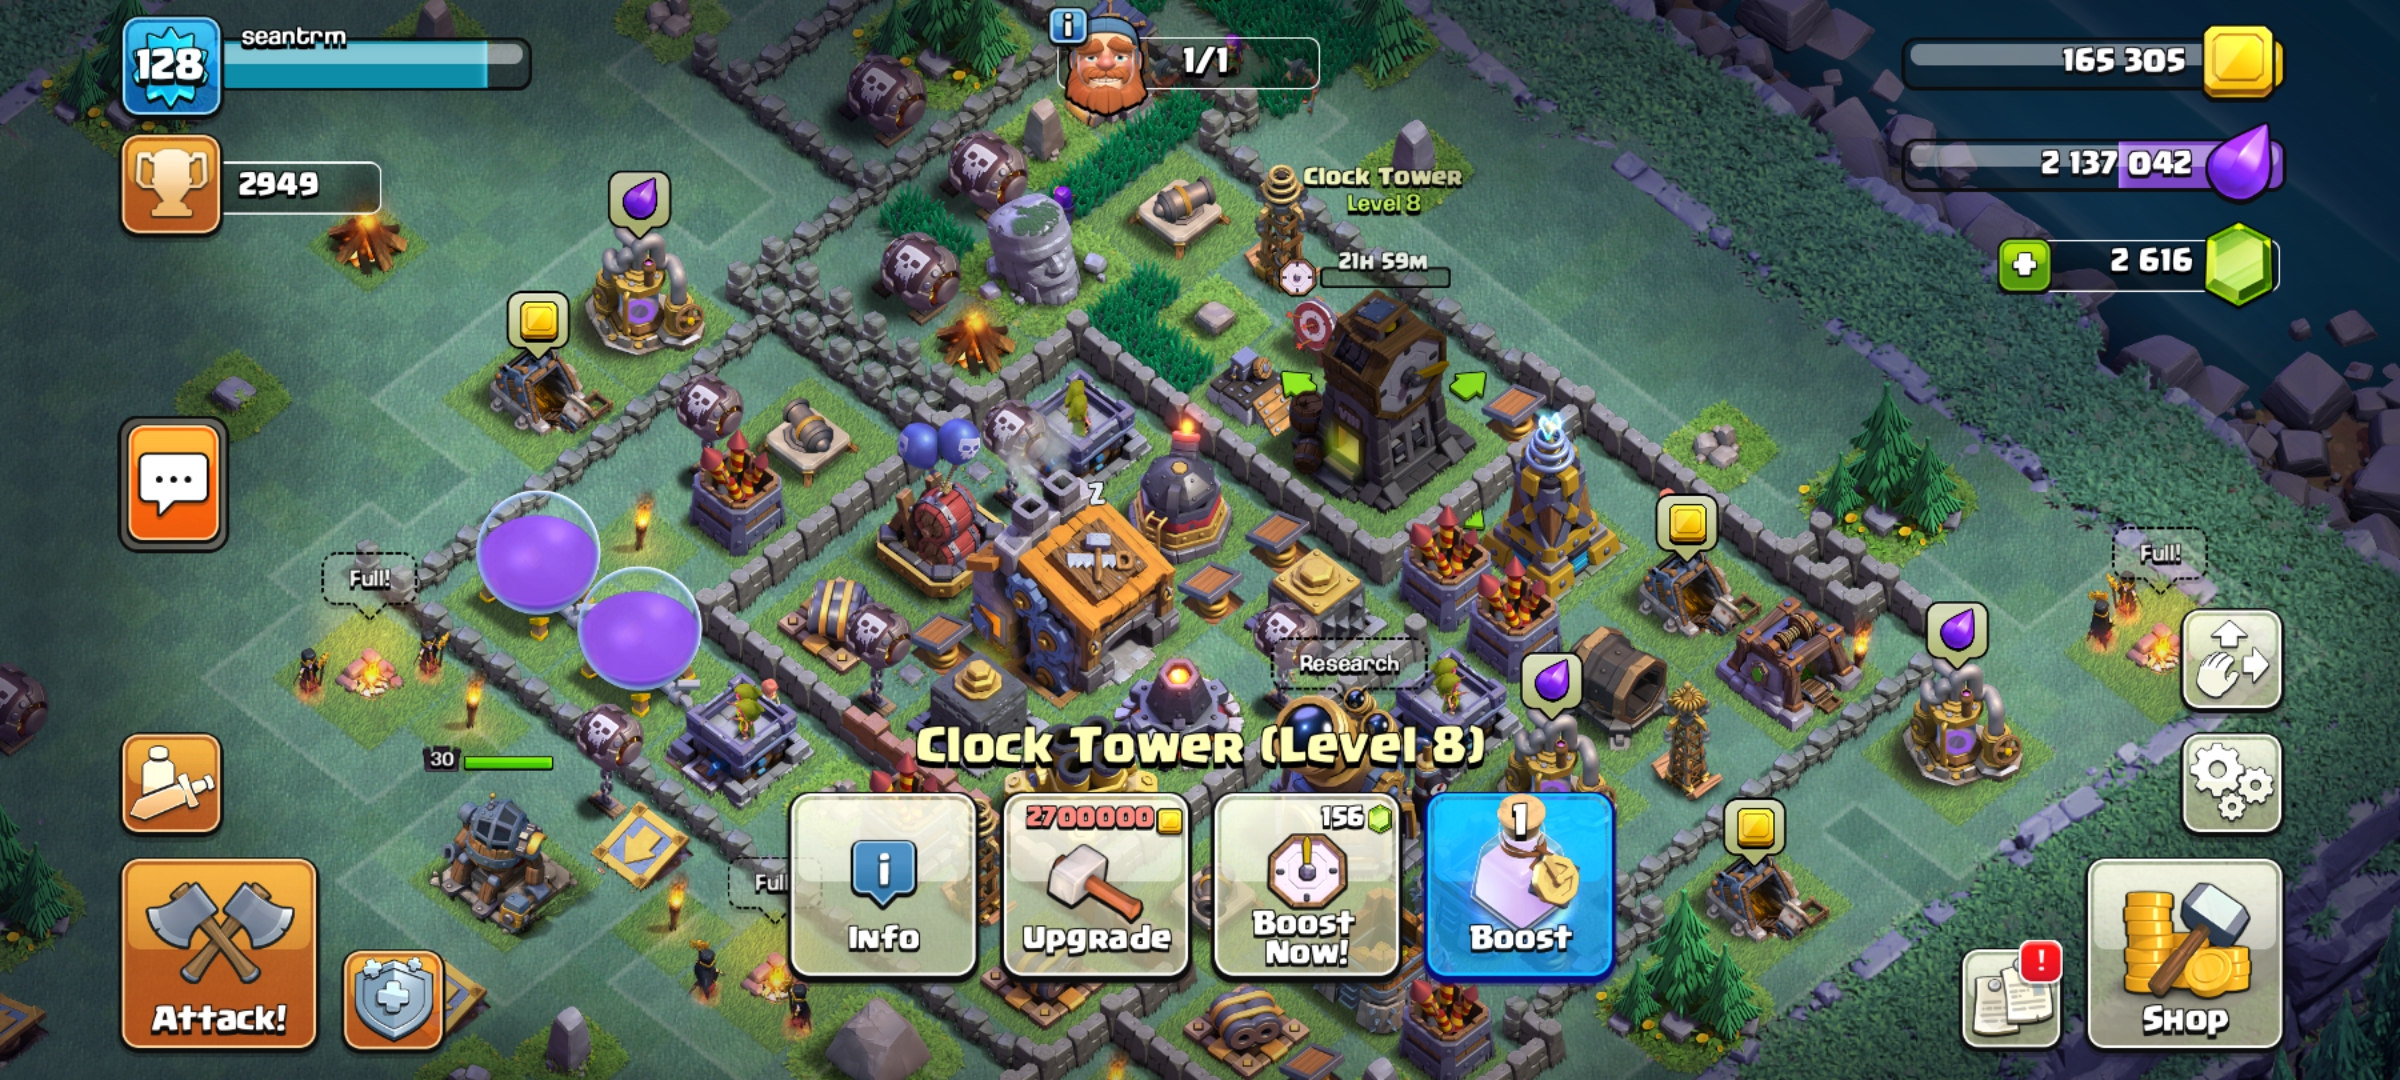 128
seantrm
1/1
165 305
2949
2 137 042
2 616
Clock Tower
Level 8
21H 59M
Z
Full!
Full!
Research
30
Clock Tower (Level 8)
Full
Info
2700000
Upgrade
156
Boost
Now!
1
Boost
Attack!
!
Shop